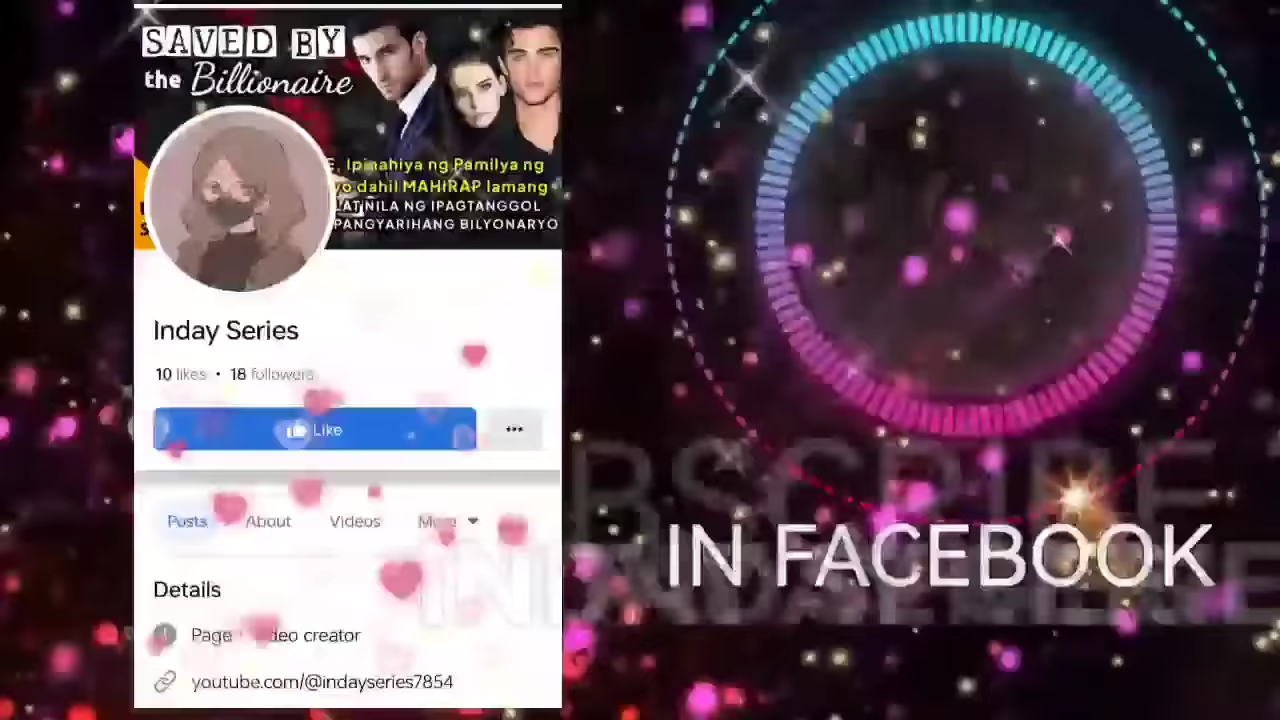 SAVED BY
the Billionaire
Ipinahiya ng Pamilya ng
dahil MAHIRAP lamang
NILA NG IPAGTANGGOL
PANGYARIHANG BILYONARYO
Inday Series
10 likes • 18 followers
Like
Posts About Videos More
Details
Page creator
youtube.com/@indayseries7854
IN FACEBOOK